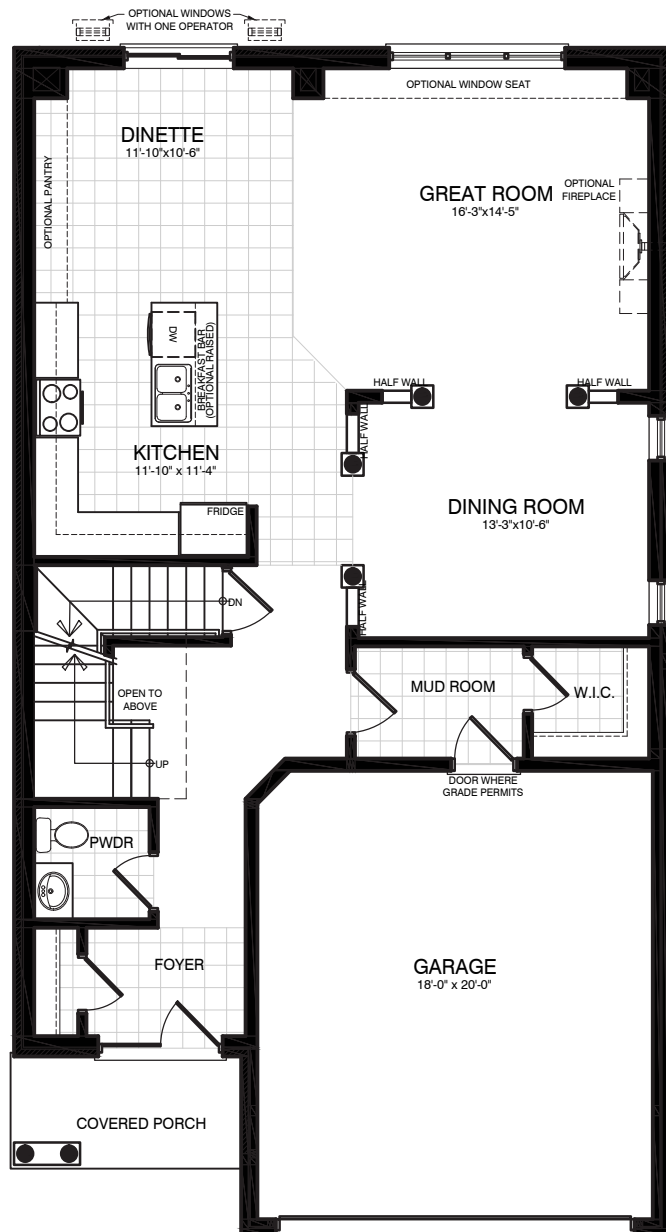 OPTIONAL WINDOWS
WITH ONE OPERATOR
OPTIONAL WINDOW SEAT
DINETTE
11'-10"x10'-6"
OPTIONAL PANTRY
GREAT ROOM
16'-3"x14'-5"
OPTIONAL
FIREPLACE
DW
BREAKFAST BAR
(OPTIONAL RAISED)
HALF WALL
HALF WALL
HALF WALL
KITCHEN
11'-10" x 11'-4"
FRIDGE
DINING ROOM
13'-3"x10'-6"
HALF WALL
DN
OPEN TO
ABOVE
MUD ROOM
W.I.C.
UP
DOOR WHERE
GRADE PERMITS
PWDR
FOYER
GARAGE
18'-0" x 20'-0"
COVERED PORCH